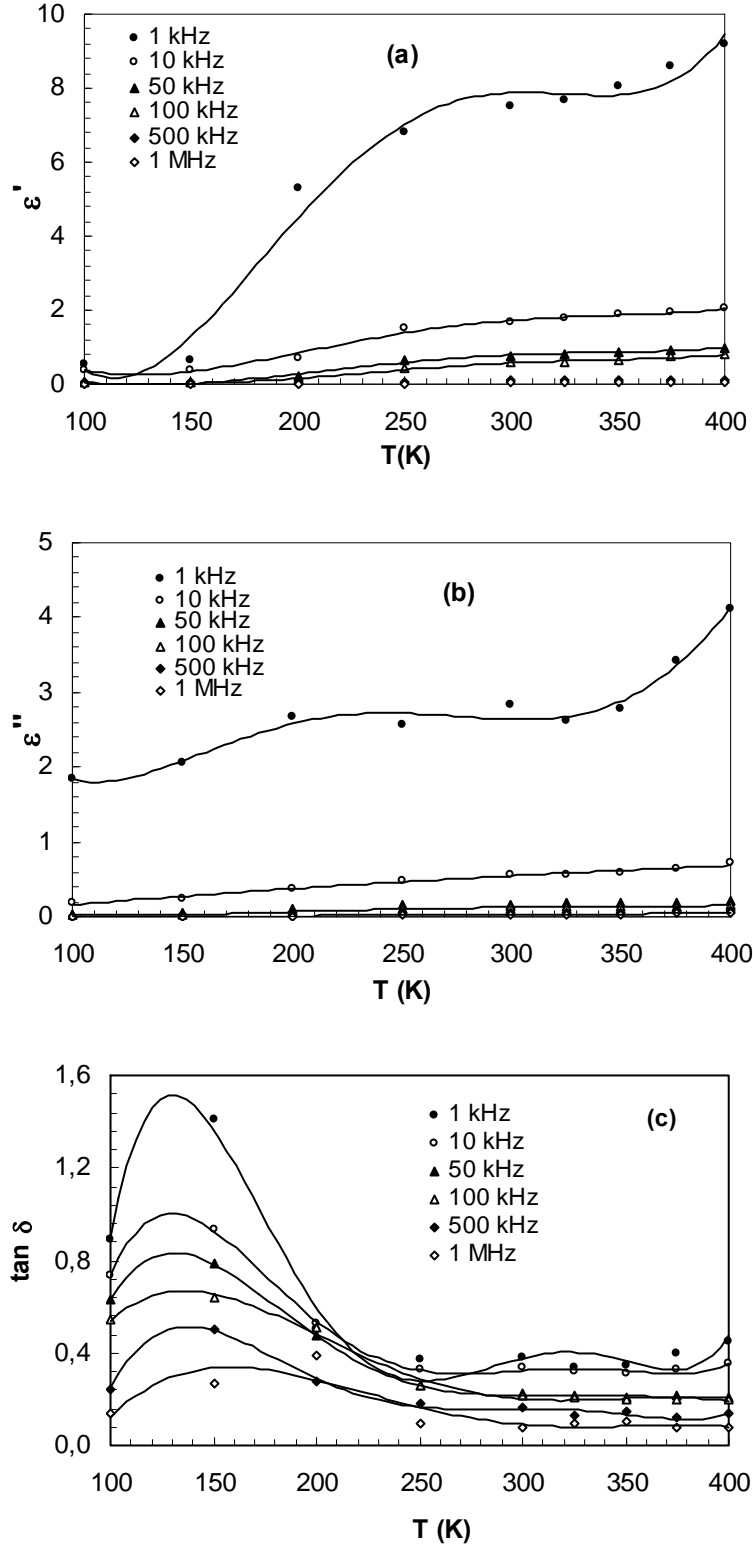 10
8
6
4
2
0
ε'
1 kHz
10 kHz
50 kHz
100 kHz
500 kHz
1 MHz
(a)
100 150 200 250 300 350 400
T(K)
5
4
3
2
1
0
ε"
1 kHz
10 kHz
50 kHz
100 kHz
500 kHz
1 MHz
(b)
100 150 200 250 300 350 400
T (K)
1,6
1,2
0,8
0,4
0,0
tan δ
1 kHz
10 kHz
50 kHz
100 kHz
500 kHz
1 MHz
(c)
100 150 200 250 300 350 400
T (K)